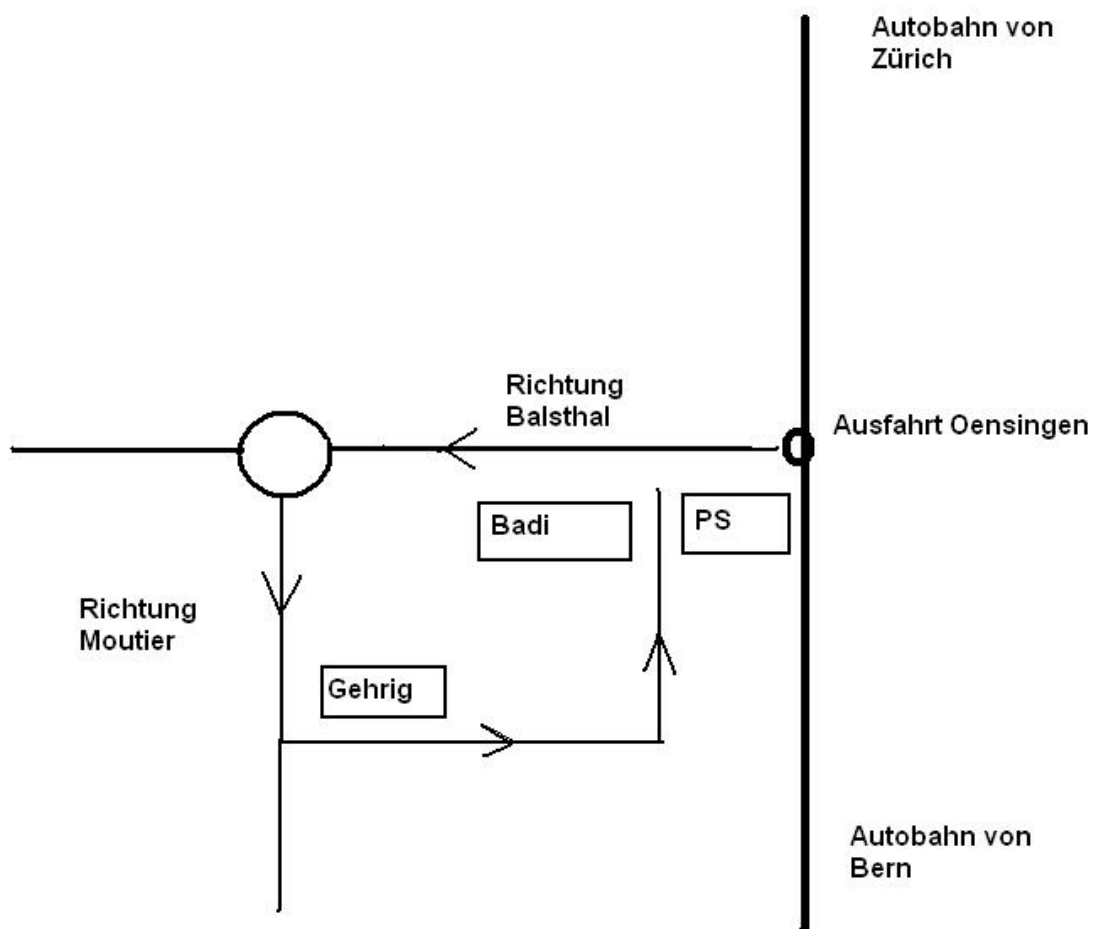 Autobahn von
Zürich
Richtung
Balsthal
Ausfahrt Oensingen
Badi
PS
Richtung
Moutier
Gehrig
Autobahn von
Bern